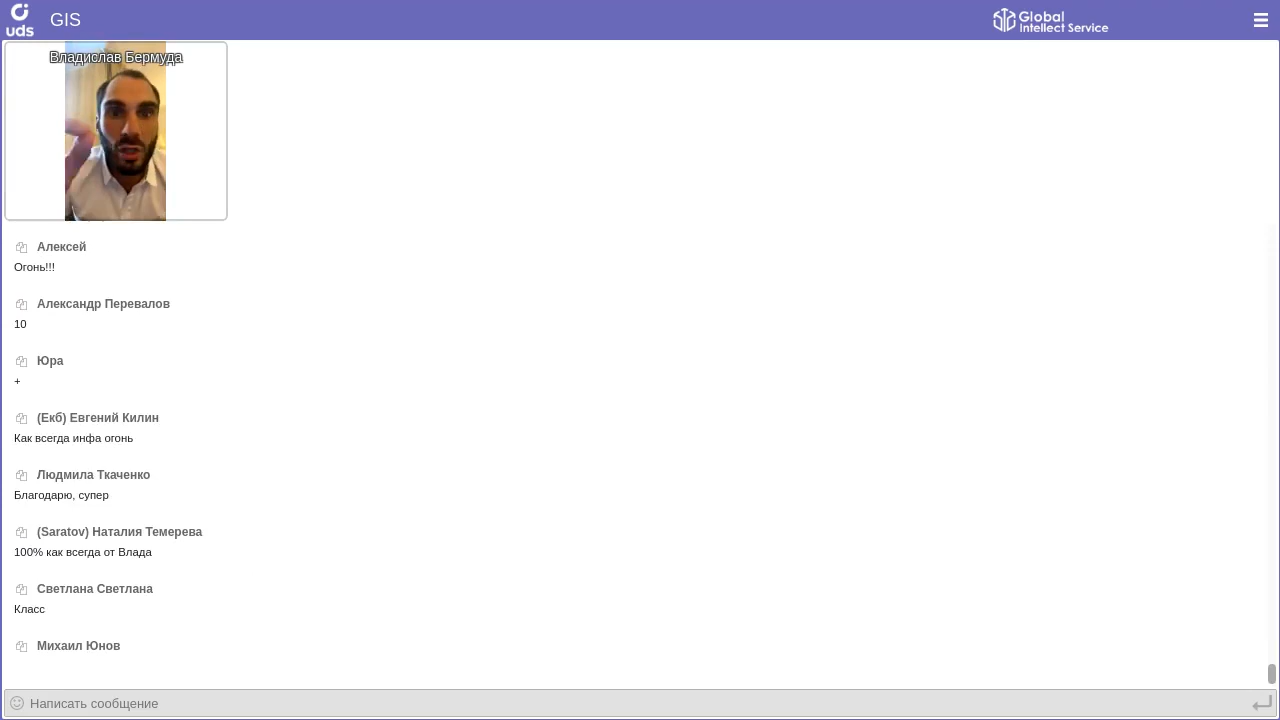 uds
GIS
Global
Intellect Service
Владислав Бермуда
Алексей
Огонь!!!
Александр Перевалов
10
Юра
+
(Екб) Евгений Килин
Как всегда инфа огонь
Людмила Ткаченко
Благодарю, супер
(Saratov) Наталия Темерева
100% как всегда от Влада
Светлана Светлана
Класс
Михаил Юнов
Написать сообщение